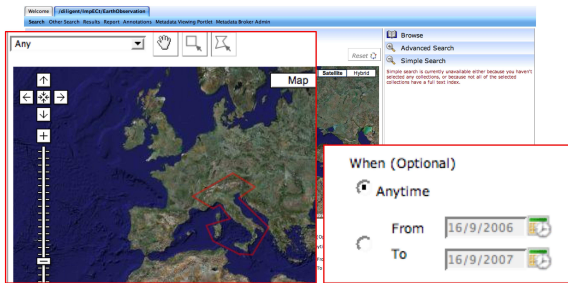 Welcome /diligent/ImpECt/EarthObservation
Search Other Search Results Report Annotations Metadata Viewing Portlet Metadata Broker Admin
Any
Reset
Map
Satellite Hybrid
Browse
Advanced Search
Simple Search
Simple search is currently unavailable either because you haven't
selected any collections, or because not all of the selected
collections have a full text index.
When (Optional)
Anytime
From 16/9/2006
To 16/9/2007